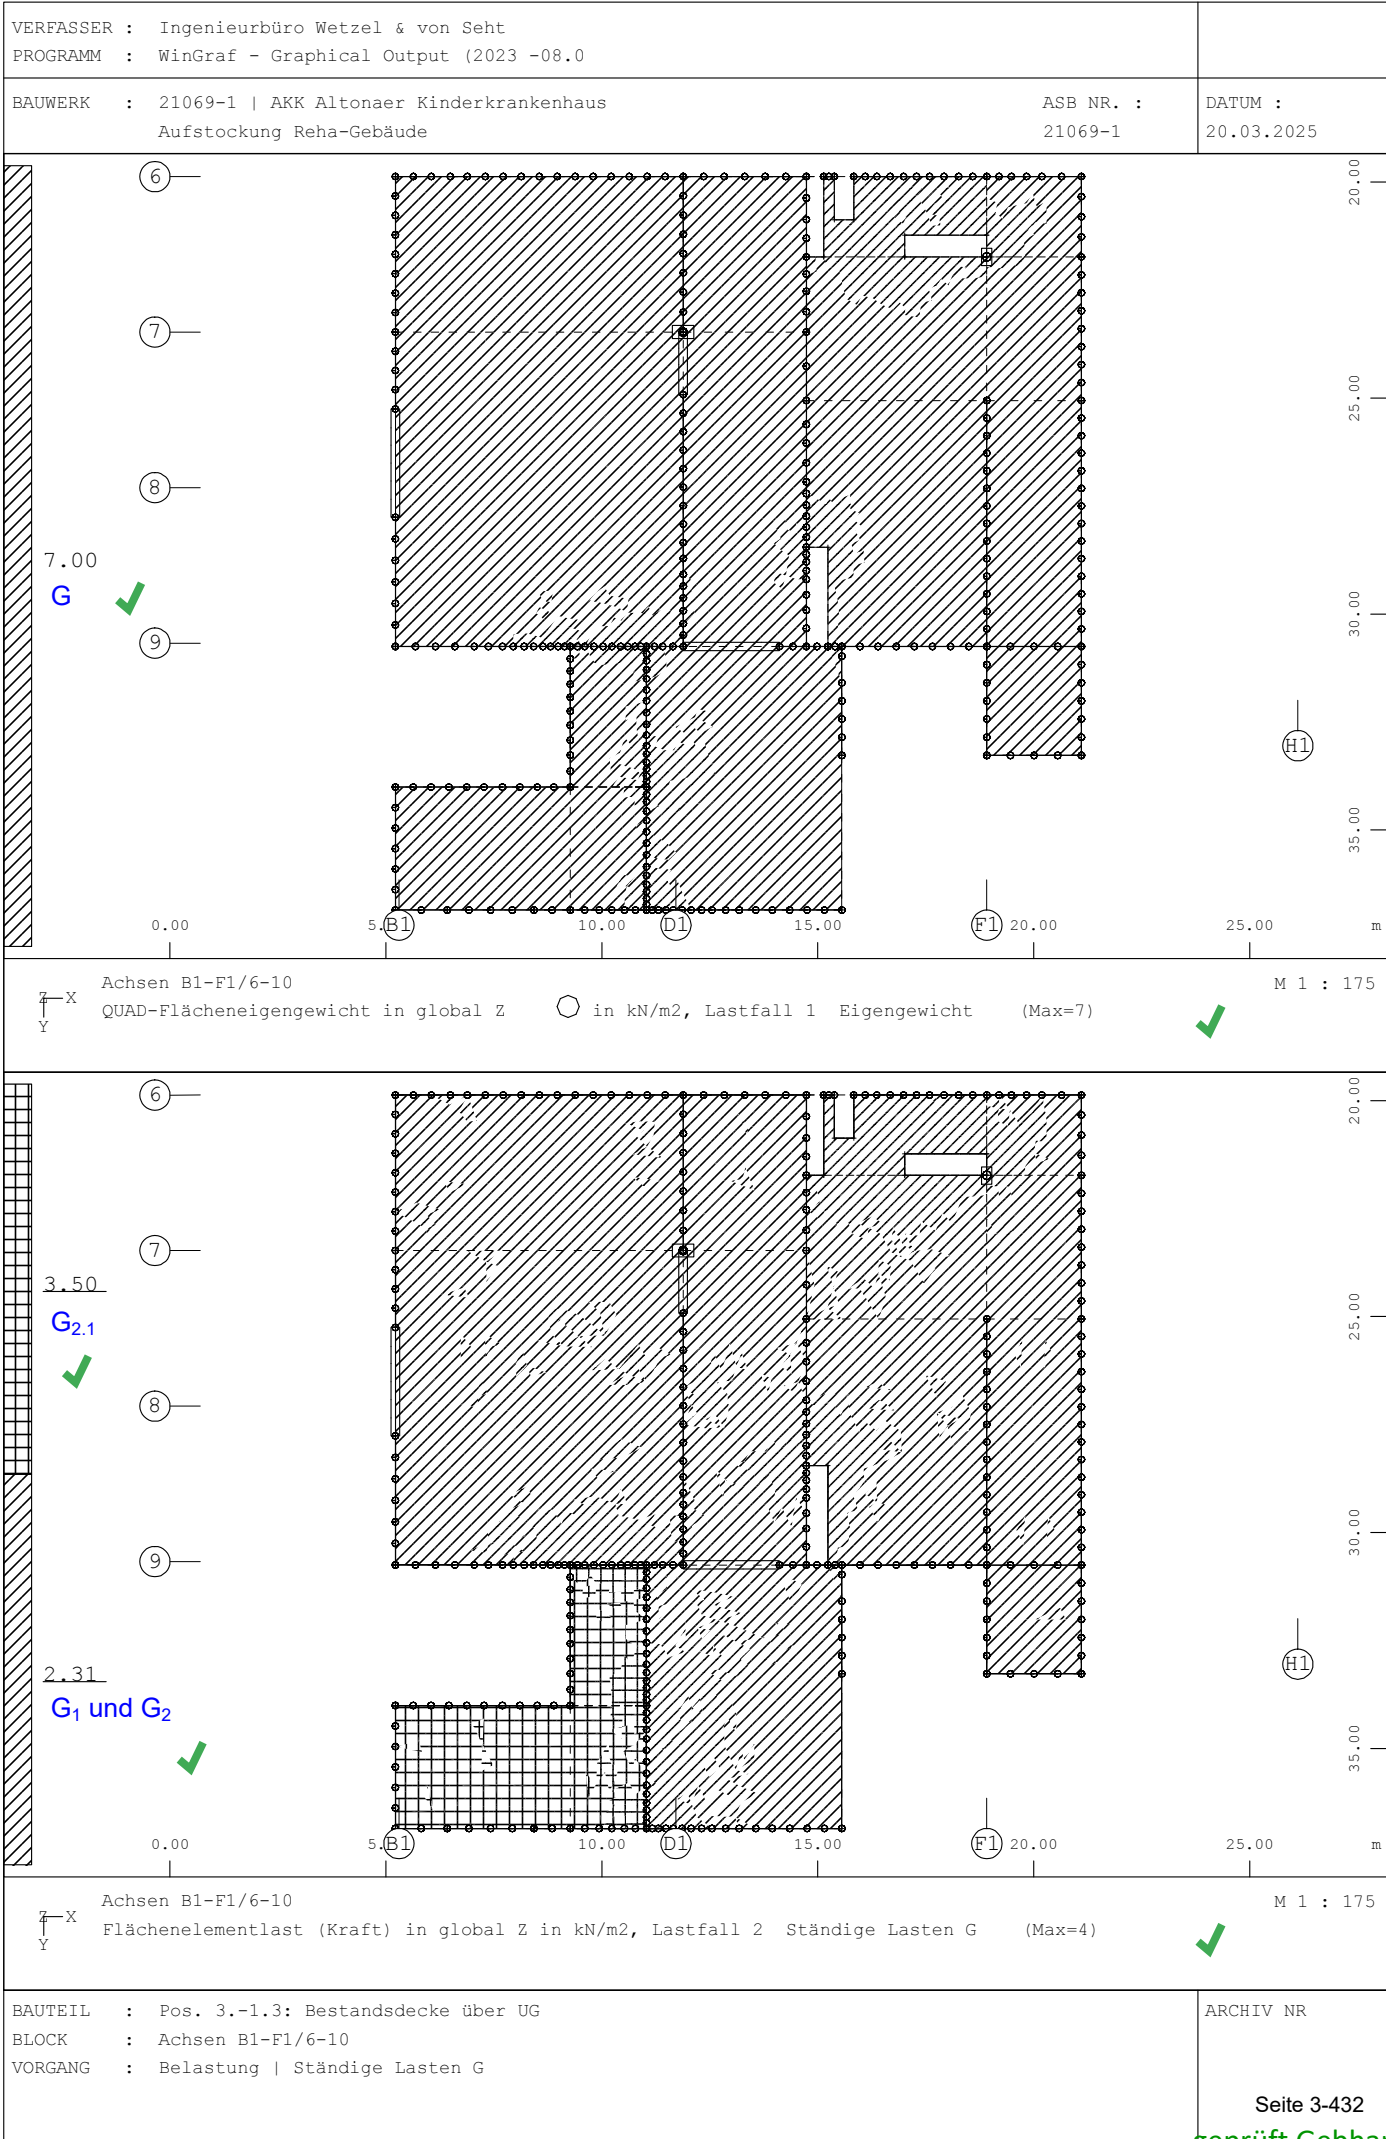 VERFASSER : Ingenieurbüro Wetzel & von Seht
PROGRAMM : WinGraf - Graphical Output (2023 -08.0
BAUWERK : 21069-1 | AKK Altonaer Kinderkrankenhaus
Aufstockung Reha-Gebäude
ASB NR. :
21069-1
DATUM :
20.03.2025
6
7
8
9
7.00
G
20.00
25.00
30.00
35.00
H1
0.00
5.
B1
10.00
D1
15.00
F1
20.00
25.00
m
Z X
Y
Achsen B1-F1/6-10
M 1 : 175
QUAD-Flächeneigengewicht in global Z in kN/m2, Lastfall 1 Eigengewicht (Max=7)
6
7
8
9
3.50
G2.1
2.31
G1 und G2
20.00
25.00
30.00
35.00
H1
0.00
5.
B1
10.00
D1
15.00
F1
20.00
25.00
m
Z X
Y
Achsen B1-F1/6-10
M 1 : 175
Flächenelementlast (Kraft) in global Z in kN/m2, Lastfall 2 Ständige Lasten G (Max=4)
BAUTEIL : Pos. 3.-1.3: Bestandsdecke über UG
BLOCK : Achsen B1-F1/6-10
VORGANG : Belastung | Ständige Lasten G
ARCHIV NR
Seite 3-432